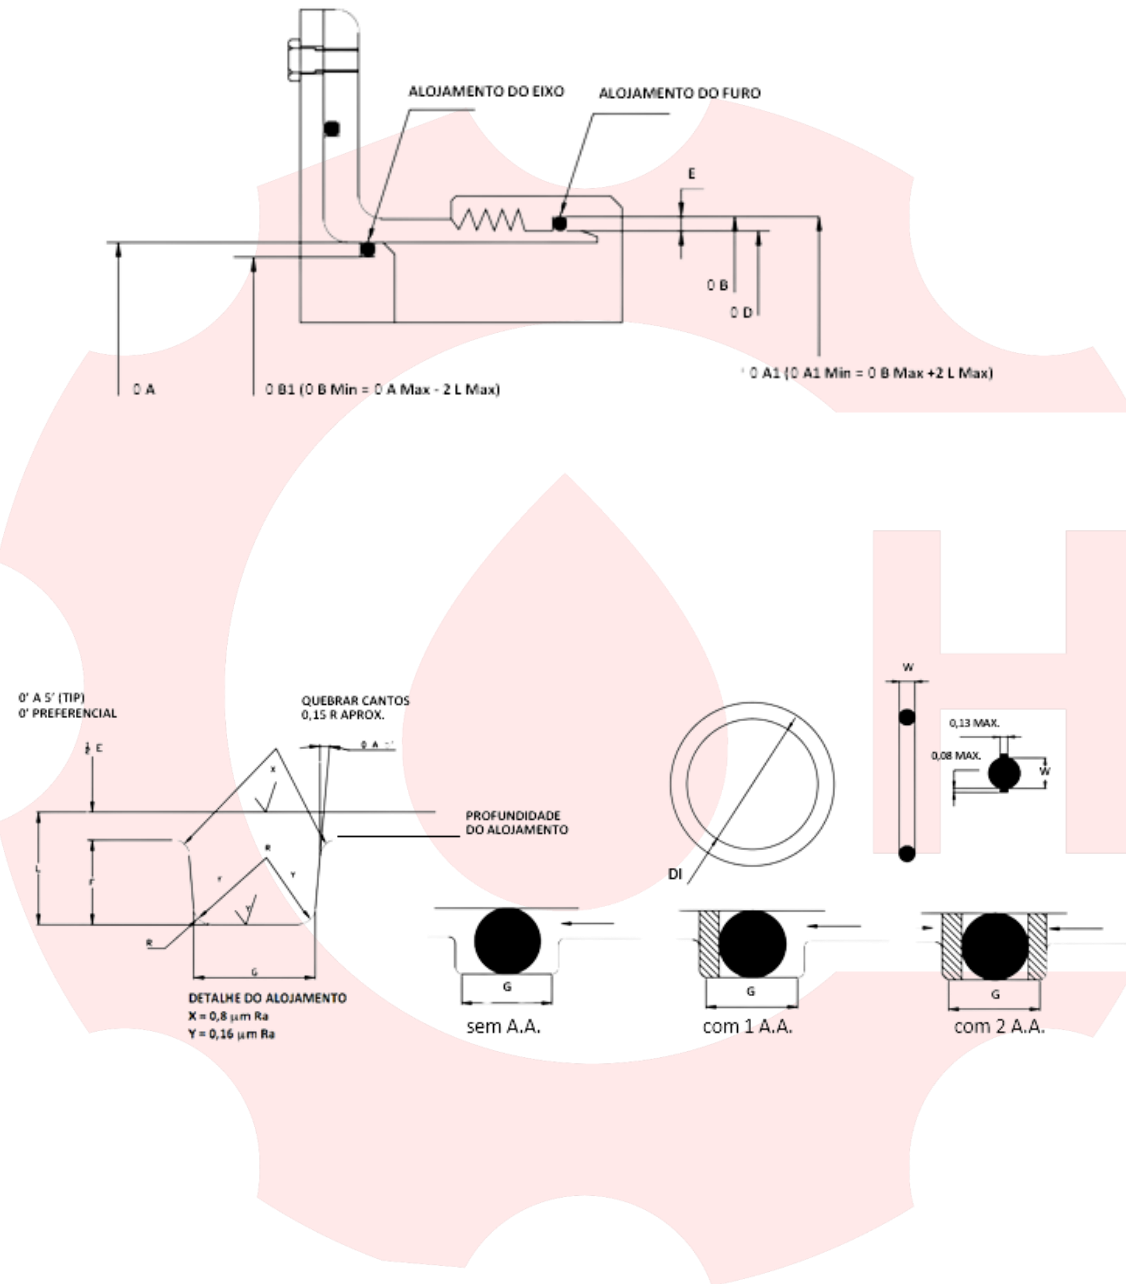 ALOJAMENTO DO EIXO
ALOJAMENTO DO FURO
E
0 B
0 D
0 A
0 B1 (0 B Min = 0 A Max - 2 L Max)
0 A1 (0 A1 Min = 0 B Max +2 L Max)
W
0' A 5' (TIP)
0' PREFERENCIAL
QUEBRAR CANTOS
0,15 R APROX.
0,13 MAX.
½ E
0 A
X
0,08 MAX.
W
PROFUNDIDADE
DO ALOJAMENTO
R
L
F
Y
Y
Y
DI
R
G
G
G
G
DETALHE DO ALOJAMENTO
X = 0,8 µm Ra
Y = 0,16 µm Ra
sem A.A.
com 1 A.A.
com 2 A.A.
H